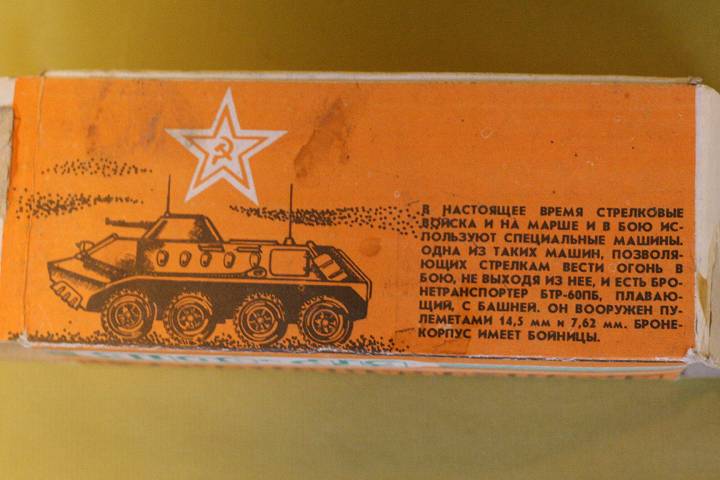 В НАСТОЯЩЕЕ ВРЕМЯ СТРЕЛКОВЫЕ
ВОЙСКА И НА МАРШЕ И В БОЮ ИС-
ПОЛЬЗУЮТ СПЕЦИАЛЬНЫЕ МАШИНЫ.
ОДНА ИЗ ТАКИХ МАШИН, ПОЗВОЛЯ-
ЮЩИХ СТРЕЛКАМ ВЕСТИ ОГОНЬ В
БОЮ, НЕ ВЫХОДЯ ИЗ НЕЕ, И ЕСТЬ БРО-
НЕТРАНСПОРТЕР БТР-60ПБ, ПЛАВАЮ-
ЩИЙ, С БАШНЕЙ. ОН ВООРУЖЕН ПУ-
ЛЕМЕТАМИ 14,5 мм и 7,62 мм. БРОНЕ-
КОРПУС ИМЕЕТ БОЙНИЦЫ.